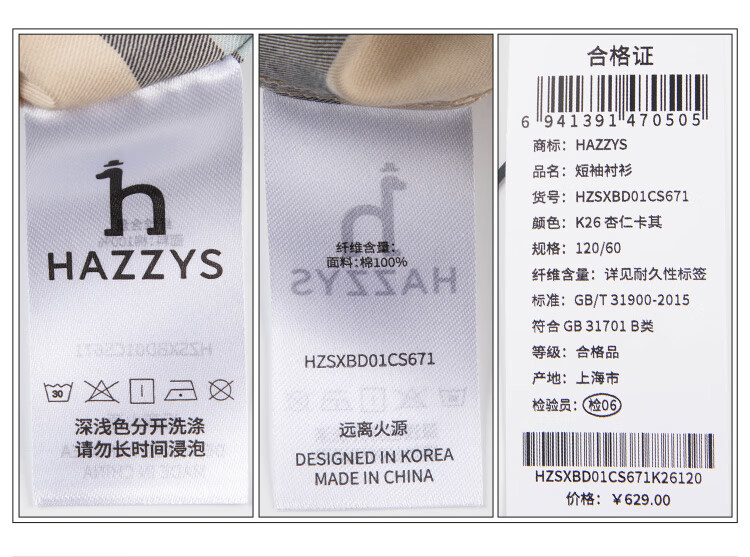 HAZZYS
30
深浅色分开洗涤
请勿长时间浸泡
纤维含量:
面料:棉100%
HZSXBD01CS671
远离火源
DESIGNED IN KOREA
MADE IN CHINA
合格证
6 941391 470505
商标: HAZZYS
品名: 短袖衬衫
货号: HZSXBD01CS671
颜色: K26 杏仁卡其
规格: 120/60
纤维含量: 详见耐久性标签
标准: GB/T 31900-2015
符合 GB 31701 B类
等级: 合格品
产地: 上海市
检验员: 检06
HZSXBD01CS671K26120
价格: ￥629.00